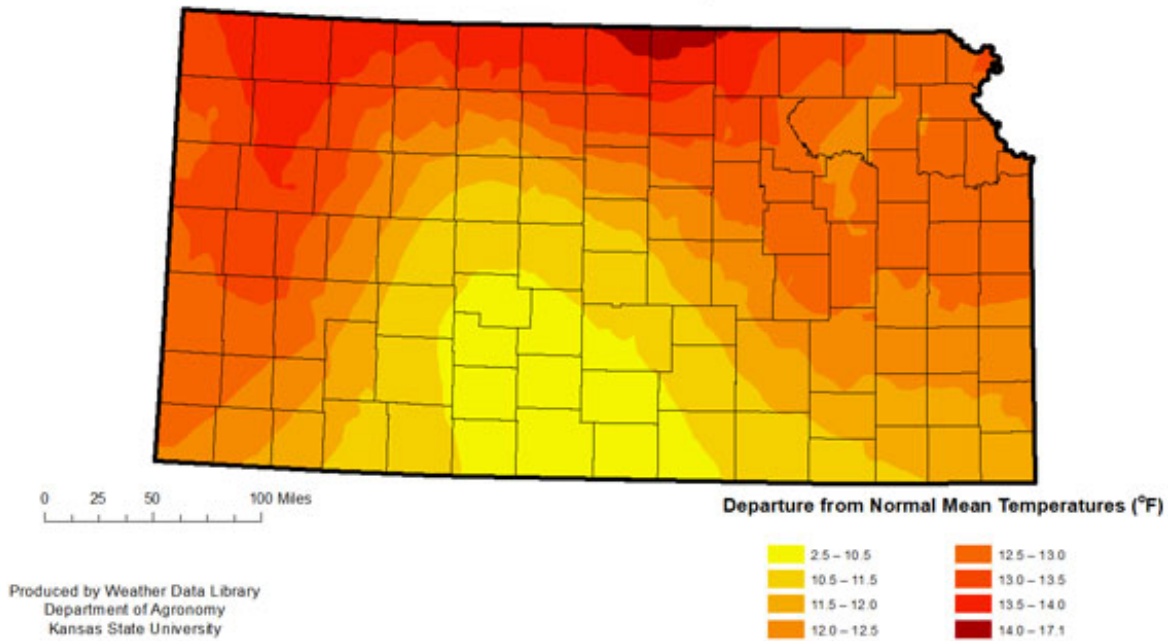 0 25 50 100 Miles
Departure from Normal Mean Temperatures (°F)
2.5 – 10.5
10.5 – 11.5
11.5 – 12.0
12.0 – 12.5
12.5 – 13.0
13.0 – 13.5
13.5 – 14.0
14.0 – 17.1
Produced by Weather Data Library
Department of Agronomy
Kansas State University